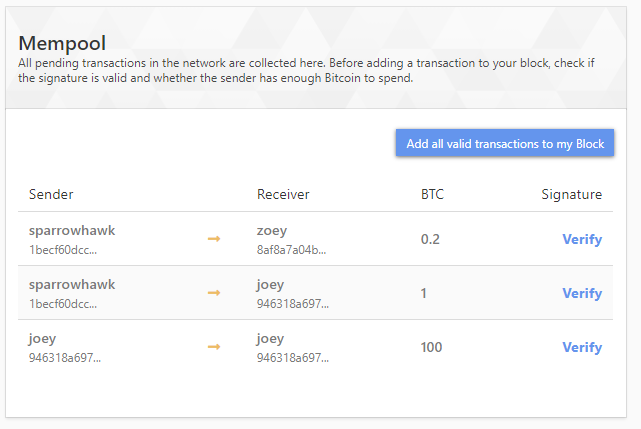 Mempool
All pending transactions in the network are collected here. Before adding a transaction to your block, check if
the signature is valid and whether the sender has enough Bitcoin to spend.
Add all valid transactions to my Block
Sender Receiver BTC Signature
sparrowhawk → zoey 0.2 Verify
1becf60dcc... 8af8a7a04b...
sparrowhawk → joey 1 Verify
1becf60dcc... 946318a697...
joey → joey 100 Verify
946318a697... 946318a697...